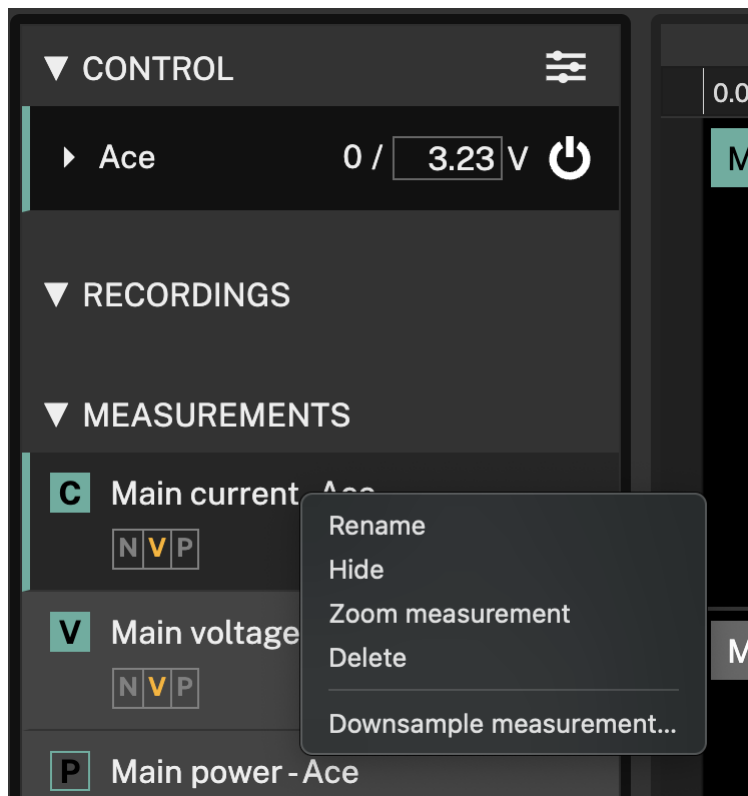 ▼ CONTROL
Ace 0 / 3.23 V
0.0
M
▼ RECORDINGS
▼ MEASUREMENTS
C Main current - Ace
N V P
Rename
Hide
Zoom measurement
Delete
Downsample measurement...
V Main voltage
N V P
M
P Main power - Ace